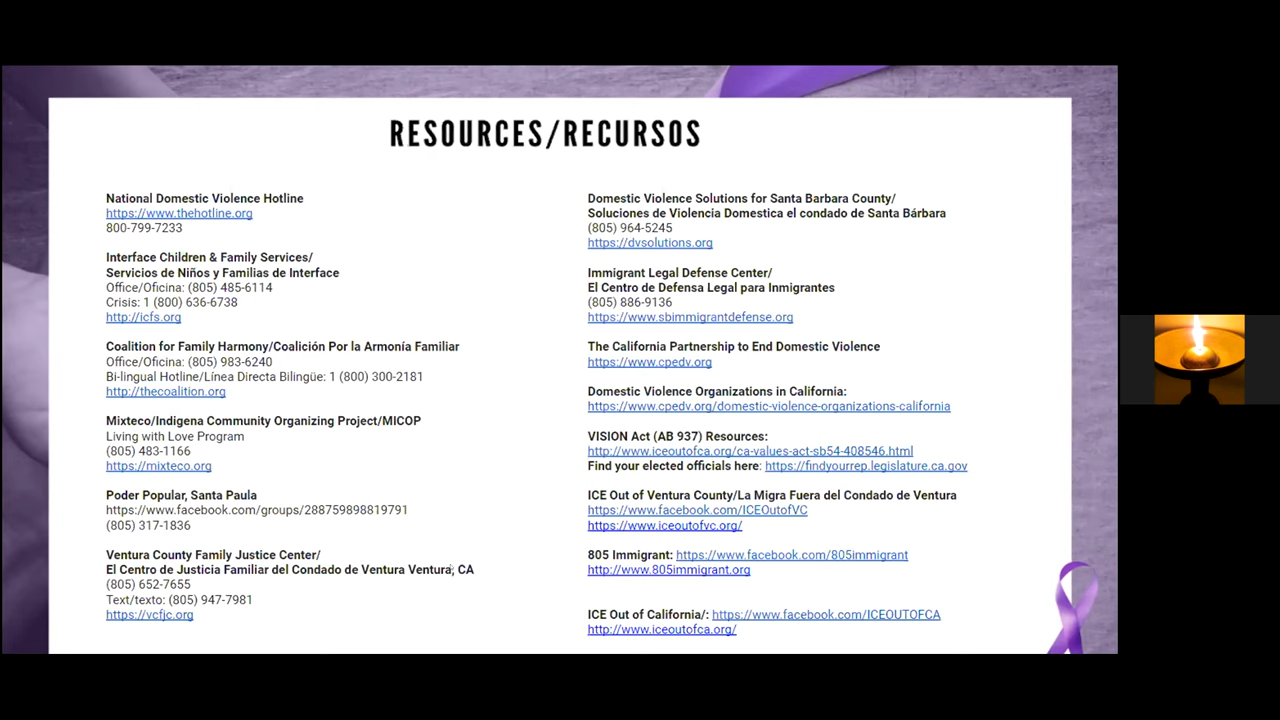 RESOURCES/RECURSOS
National Domestic Violence Hotline
https://www.thehotline.org
800-799-7233
Interface Children & Family Services/
Servicios de Niños y Familias de Interface
Office/Oficina: (805) 485-6114
Crisis: 1 (800) 636-6738
http://icfs.org
Coalition for Family Harmony/Coalición Por la Armonía Familiar
Office/Oficina: (805) 983-6240
Bi-lingual Hotline/Línea Directa Bilingüe: 1 (800) 300-2181
http://thecoalition.org
Mixteco/Indigena Community Organizing Project/MICOP
Living with Love Program
(805) 483-1166
https://mixteco.org
Poder Popular, Santa Paula
https://www.facebook.com/groups/288759898819791
(805) 317-1836
Ventura County Family Justice Center/
El Centro de Justicia Familiar del Condado de Ventura Ventura, CA
(805) 652-7655
Text/texto: (805) 947-7981
https://vcfjc.org
Domestic Violence Solutions for Santa Barbara County/
Soluciones de Violencia Domestica el condado de Santa Bárbara
(805) 964-5245
https://dvsolutions.org
Immigrant Legal Defense Center/
El Centro de Defensa Legal para Inmigrantes
(805) 886-9136
https://www.sbimmigrantdefense.org
The California Partnership to End Domestic Violence
https://www.cpedv.org
Domestic Violence Organizations in California:
https://www.cpedv.org/domestic-violence-organizations-california
VISION Act (AB 937) Resources:
http://www.iceoutofca.org/ca-values-act-sb54-408546.html
Find your elected officials here: https://findyourrep.legislature.ca.gov
ICE Out of Ventura County/La Migra Fuera del Condado de Ventura
https://www.facebook.com/ICEOutofVC
https://www.iceoutofvc.org/
805 Immigrant: https://www.facebook.com/805immigrant
http://www.805immigrant.org
ICE Out of California/: https://www.facebook.com/ICEOUTOFCA
http://www.iceoutofca.org/